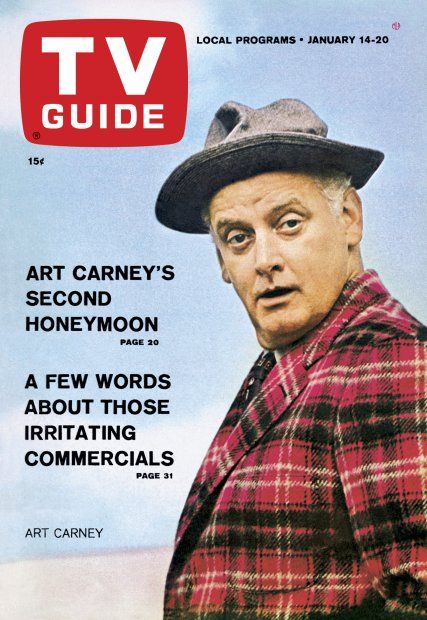 TV
GUIDE
®
LOCAL PROGRAMS • JANUARY 14-20
15¢
ART CARNEY'S
SECOND
HONEYMOON
PAGE 20
A FEW WORDS
ABOUT THOSE
IRRITATING
COMMERCIALS
PAGE 31
ART CARNEY